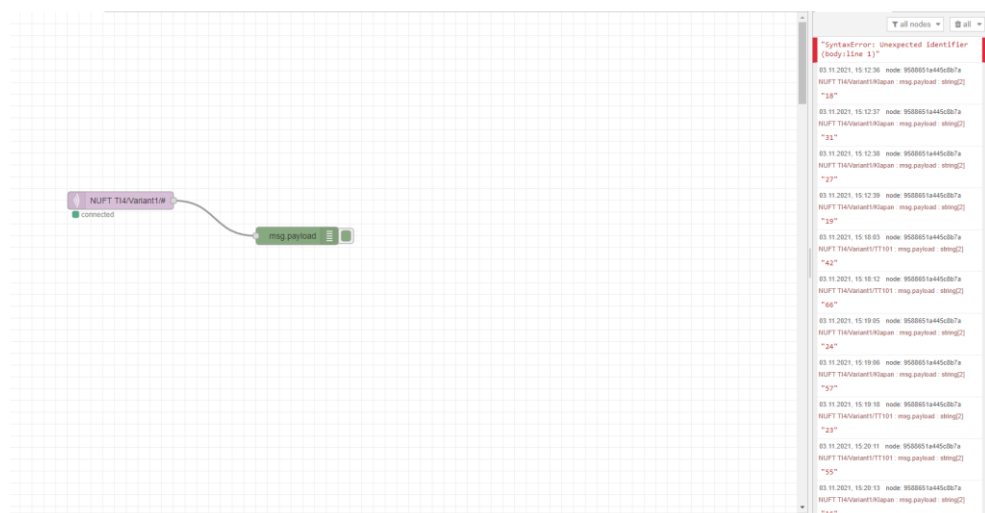 all nodes
all
"SyntaxError: Unexpected identifier
(body:line 1)"
03.11.2021, 15:12:36 node: 9588651a445c8b7a
NUFT TI4/Variant1/Klapan : msg.payload : string[2]
"18"
03.11.2021, 15:12:37 node: 9588651a445c8b7a
NUFT TI4/Variant1/Klapan : msg.payload : string[2]
"31"
03.11.2021, 15:12:38 node: 9588651a445c8b7a
NUFT TI4/Variant1/Klapan : msg.payload : string[2]
"27"
03.11.2021, 15:12:39 node: 9588651a445c8b7a
NUFT TI4/Variant1/Klapan : msg.payload : string[2]
"19"
03.11.2021, 15:18:03 node: 9588651a445c8b7a
NUFT TI4/Variant1/TT101 : msg.payload : string[2]
"42"
03.11.2021, 15:18:12 node: 9588651a445c8b7a
NUFT TI4/Variant1/TT101 : msg.payload : string[2]
"66"
03.11.2021, 15:19:05 node: 9588651a445c8b7a
NUFT TI4/Variant1/Klapan : msg.payload : string[2]
"24"
03.11.2021, 15:19:06 node: 9588651a445c8b7a
NUFT TI4/Variant1/Klapan : msg.payload : string[2]
"57"
03.11.2021, 15:19:18 node: 9588651a445c8b7a
NUFT TI4/Variant1/TT101 : msg.payload : string[2]
"23"
03.11.2021, 15:20:11 node: 9588651a445c8b7a
NUFT TI4/Variant1/TT101 : msg.payload : string[2]
"55"
03.11.2021, 15:20:13 node: 9588651a445c8b7a
NUFT TI4/Variant1/Klapan : msg.payload : string[2]
NUFT TI4/Variant1/#
connected
msg.payload